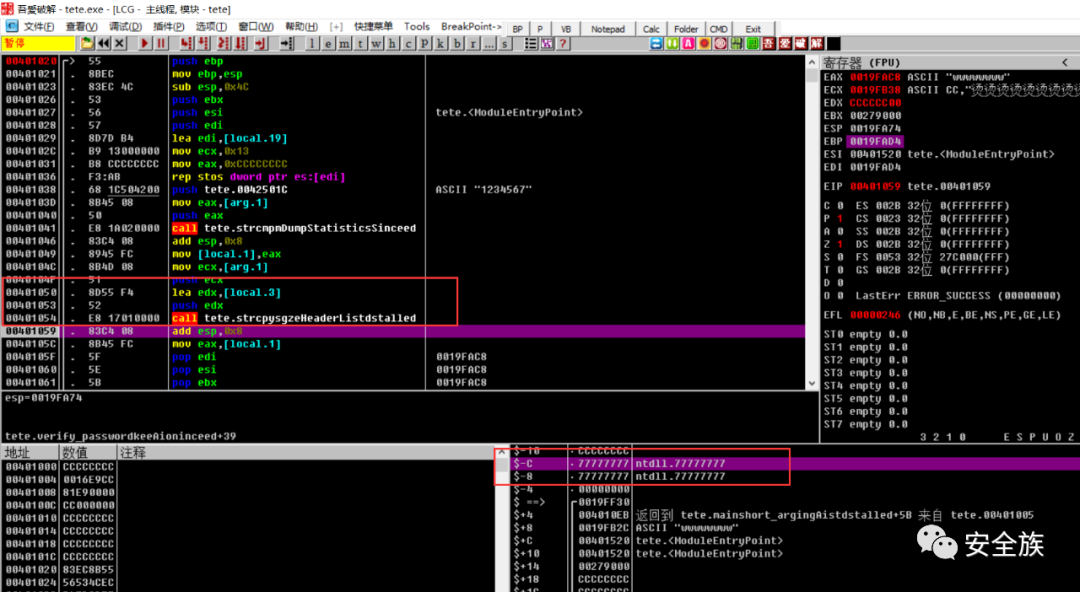 吾爱破解 - tete.exe - [LCG - 主线程, 模块 - tete]
文件(F) 查看(V) 调试(D) 插件(P) 选项(T) 窗口(W) 帮助(H) [+] 快捷菜单 Tools BreakPoint->
BP P VB Notepad Calc Folder CMD Exit
暂停
l e m t w h c P k b r ... s
吾 爱 破 解
00401020 55 push ebp
00401021 . 8BEC mov ebp,esp
00401023 . 83EC 4C sub esp,0x4C
00401026 . 53 push ebx
00401027 . 56 push esi tete.<ModuleEntryPoint>
00401028 . 57 push edi
00401029 . 8D7D B4 lea edi,[local.19]
0040102C . B9 13000000 mov ecx,0x13
00401031 . B8 CCCCCCCC mov eax,0xCCCCCCCC
00401036 . F3:AB rep stos dword ptr es:[edi]
00401038 . 68 1C504200 push tete.0042501C ASCII "1234567"
0040103D . 8B45 08 mov eax,[arg.1]
00401040 . 50 push eax
00401041 . E8 1A020000 call tete.strcmpmDumpStatisticsSinceed
00401046 . 83C4 08 add esp,0x8
00401049 . 8945 FC mov [local.1],eax
0040104C . 8B4D 08 mov ecx,[arg.1]
0040104F . 51 push ecx
00401050 . 8D55 F4 lea edx,[local.3]
00401053 . 52 push edx
00401054 . E8 17010000 call tete.strcpysgzeHeaderListdstalled
00401059 . 83C4 08 add esp,0x8
0040105C . 8B45 FC mov eax,[local.1]
0040105F . 5F pop edi 0019FAC8
00401060 . 5E pop esi 0019FAC8
00401061 . 5B pop ebx 0019FAC8
esp=0019FA74
tete.verify_passwordkeeAioninceed+39
寄存器 (FPU) <
EAX 0019FAC8 ASCII "wwwwwwww"
ECX 0019FB38 ASCII CC,"烫烫烫烫烫烫烫烫
EDX CCCCCC00
EBX 00279000
ESP 0019FA74
EBP 0019FAD4
ESI 00401520 tete.<ModuleEntryPoint>
EDI 0019FAD4
EIP 00401059 tete.00401059
C 0 ES 002B 32位 0(FFFFFFFF)
P 1 CS 0023 32位 0(FFFFFFFF)
A 0 SS 002B 32位 0(FFFFFFFF)
Z 1 DS 002B 32位 0(FFFFFFFF)
S 0 FS 0053 32位 27C000(FFF)
T 0 GS 002B 32位 0(FFFFFFFF)
D 0
O 0 LastErr ERROR_SUCCESS (00000000)
EFL 00000246 (NO,NB,E,BE,NS,PE,GE,LE)
ST0 empty 0.0
ST1 empty 0.0
ST2 empty 0.0
ST3 empty 0.0
ST4 empty 0.0
ST5 empty 0.0
ST6 empty 0.0
ST7 empty 0.0
3 2 1 0 E S P U O Z
地址 数值 注释
00401000 CCCCCCCC
00401004 0016E9CC
00401008 81E90000
0040100C CC000000
00401010 CCCCCCCC
00401014 CCCCCCCC
00401018 CCCCCCCC
0040101C CCCCCCCC
00401020 83EC8B55
00401024 56534CEC
$-10 CCCCCCCC
$-C 77777777 ntdll.77777777
$-8 77777777 ntdll.77777777
$-4 00000000
$ ==> 0019FF30
$+4 004010EB 返回到 tete.mainshort_argingAistdstalled+5B 来自 tete.00401005
$+8 0019FB2C ASCII "wwwwwwww"
$+C 00401520 tete.<ModuleEntryPoint>
$+10 00401520 tete.<ModuleEntryPoint>
$+14 00279000
$+18 CCCCCCCC
安全族